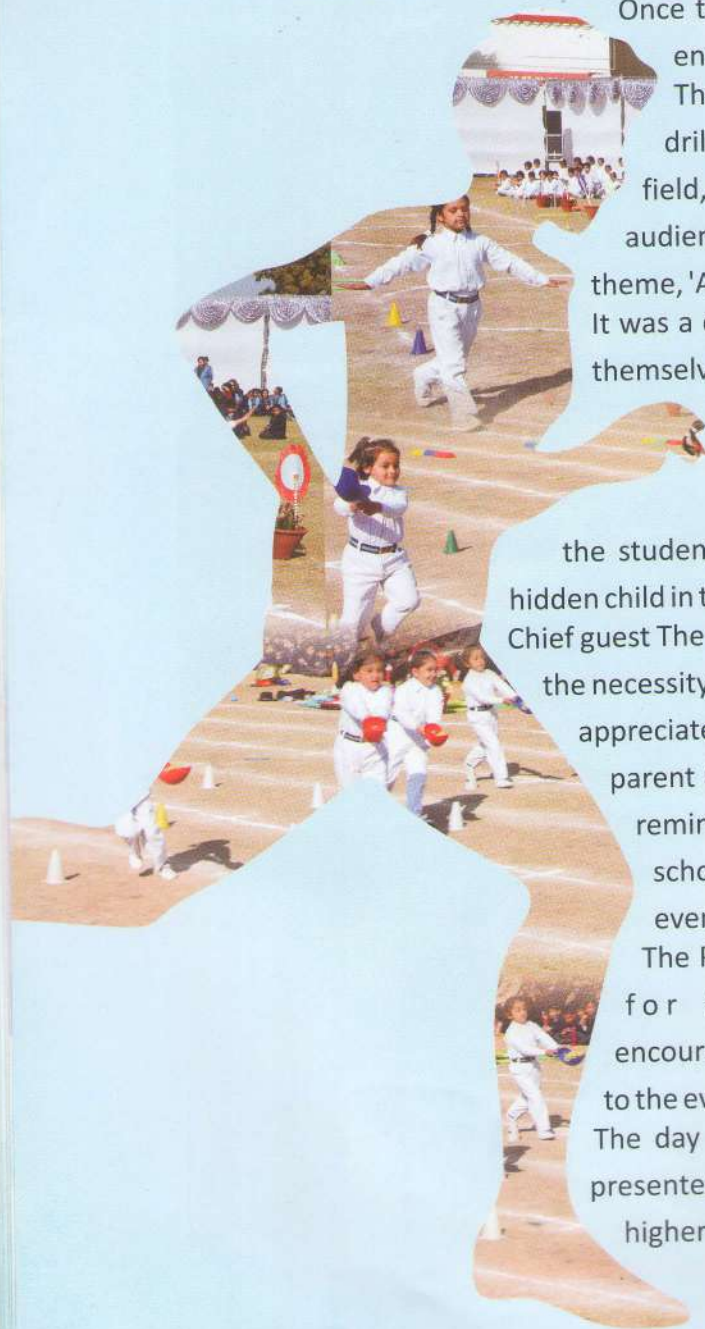 Once t
en
Th
dril
field,
audien
theme, 'A
It was a
themselv
the studen
hidden child in t
Chief guest The
the necessity
appreciate
parent
remin
scho
even
The
for
encour
to the ev
The day
presente
higher